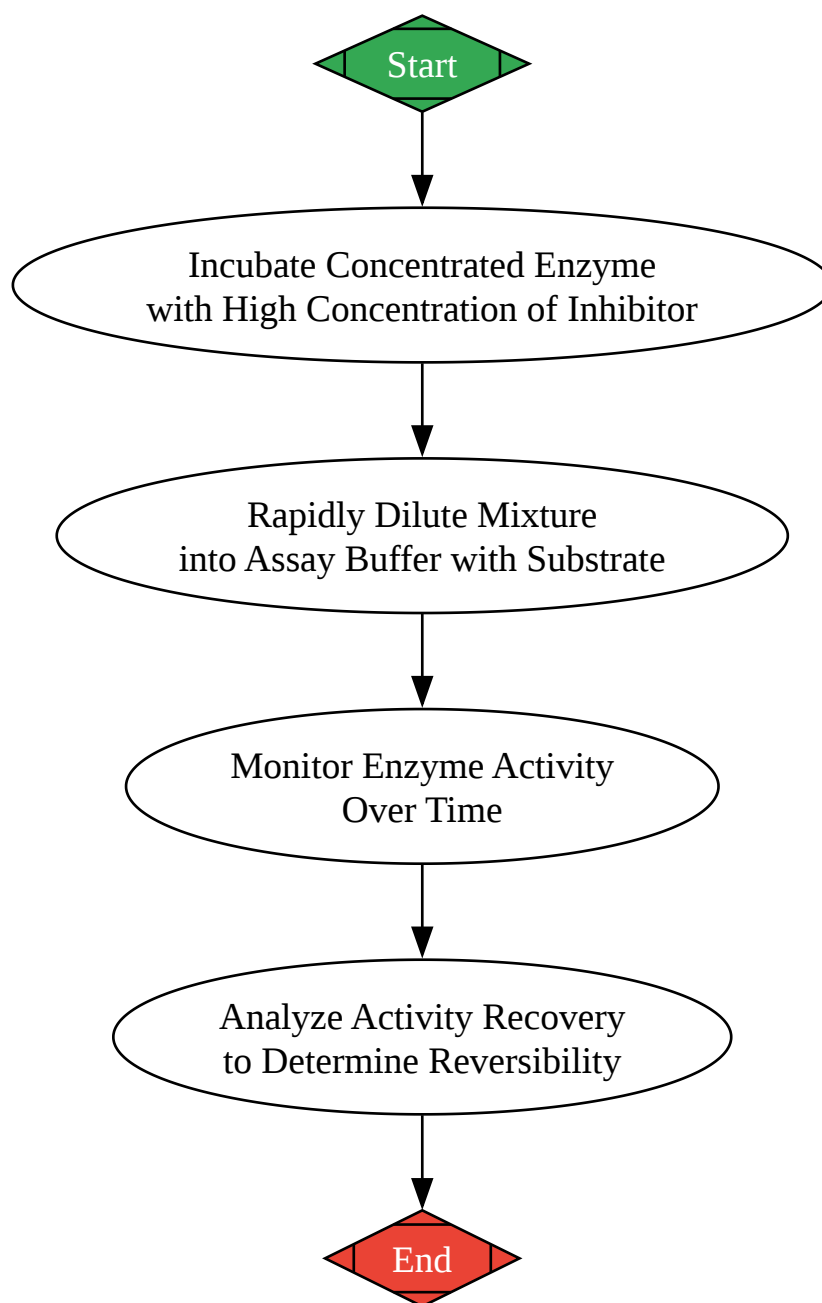 Start
Incubate Concentrated Enzyme
with High Concentration of Inhibitor
Rapidly Dilute Mixture
into Assay Buffer with Substrate
Monitor Enzyme Activity
Over Time
Analyze Activity Recovery
to Determine Reversibility
End